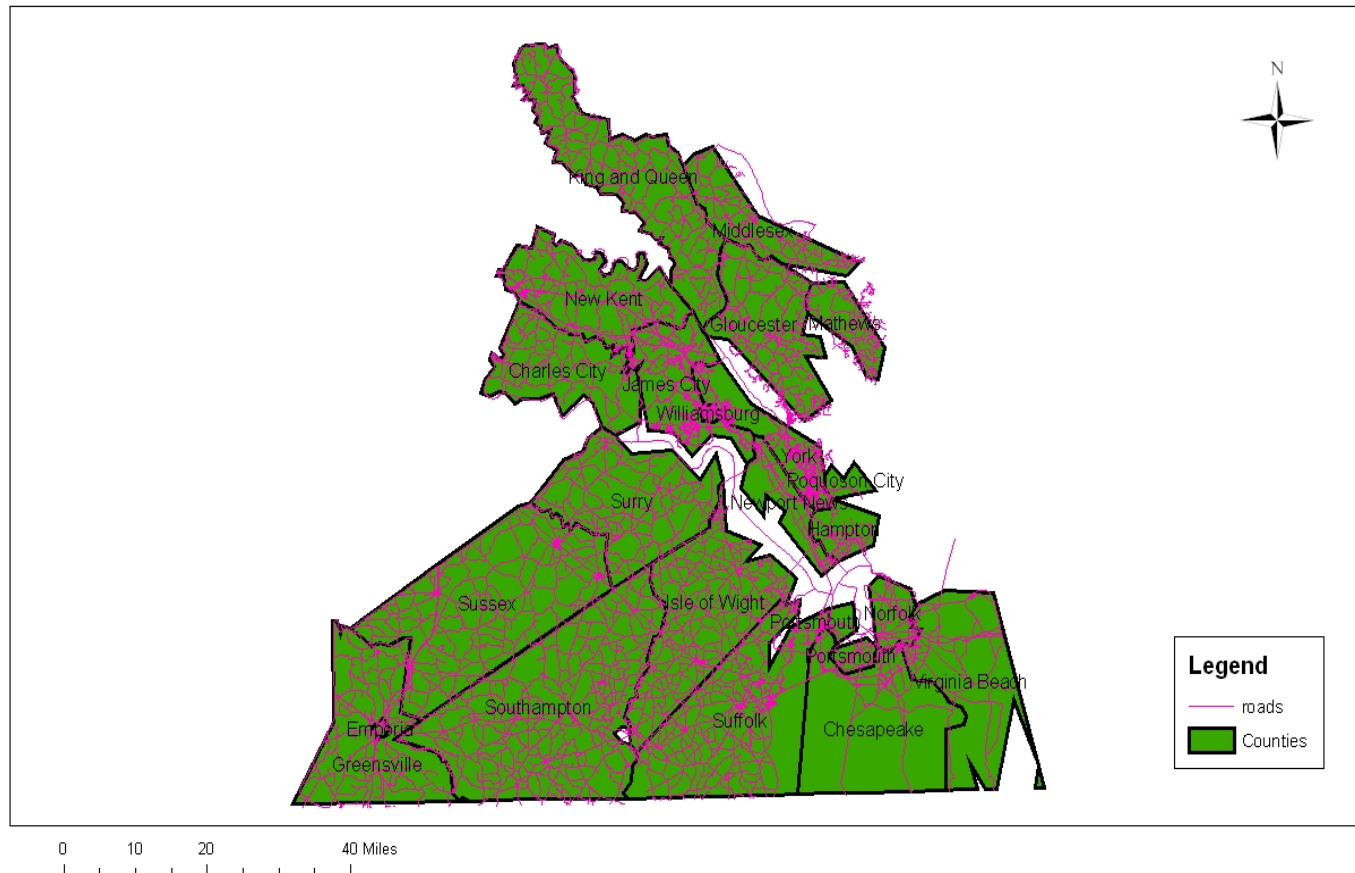 N
King and Queen
Middlesex
New Kent
Gloucester
Mathews
Charles City
James City
Williamsburg
York
Roquoson City
Newport News
Surry
Hampton
Sussex
Isle of Wight
Norfolk
Portsmouth
Portsmouth
Virginia Beach
Southampton
Suffolk
Chesapeake
Emporia
Greensville
Legend
roads
Counties
0 10 20 40 Miles